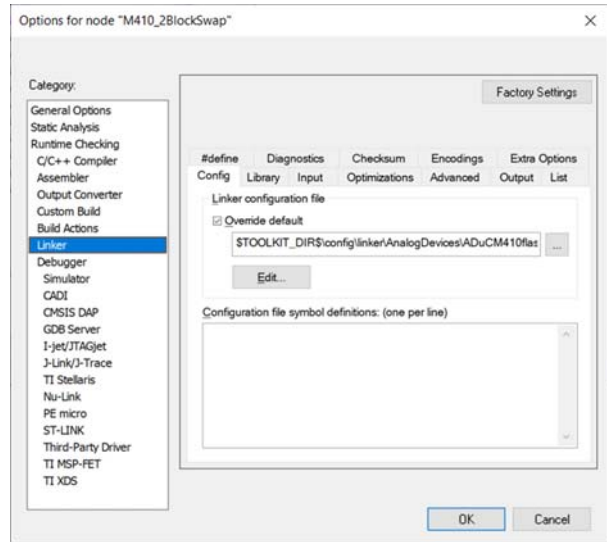 Options for node "M410_2BlockSwap"
Category:
Factory Settings
General Options
Static Analysis
Runtime Checking
C/C++ Compiler
Assembler
Output Converter
Custom Build
Build Actions
Linker
Debugger
Simulator
CADI
CMSIS DAP
GDB Server
I-jet/JTAGjet
J-Link/J-Trace
TI Stellaris
Nu-Link
PE micro
ST-LINK
Third-Party Driver
TI MSP-FET
TI XDS
#define Diagnostics Checksum Encodings Extra Options
Config Library Input Optimizations Advanced Output List
Linker configuration file
Override default
$TOOLKIT_DIR$\config\linker\AnalogDevices\ADuCM410flas
...
Edit...
Configuration file symbol definitions: (one per line)
OK Cancel